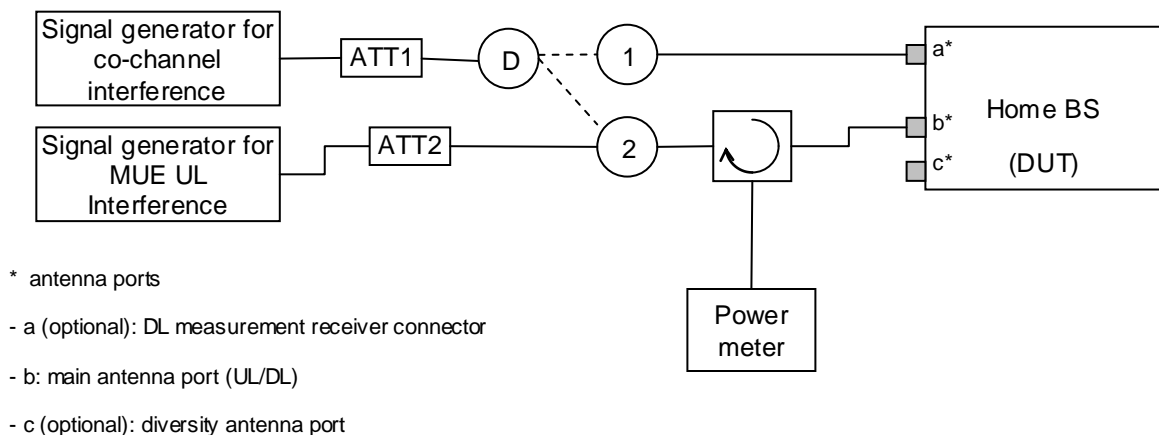 Signal generator for
co-channel
interference
ATT1
D
1
a*
Home BS
(DUT)
b*
c*
Signal generator for
MUE UL
Interference
ATT2
2
Power
meter
* antenna ports
- a (optional): DL measurement receiver connector
- b: main antenna port (UL/DL)
- c (optional): diversity antenna port